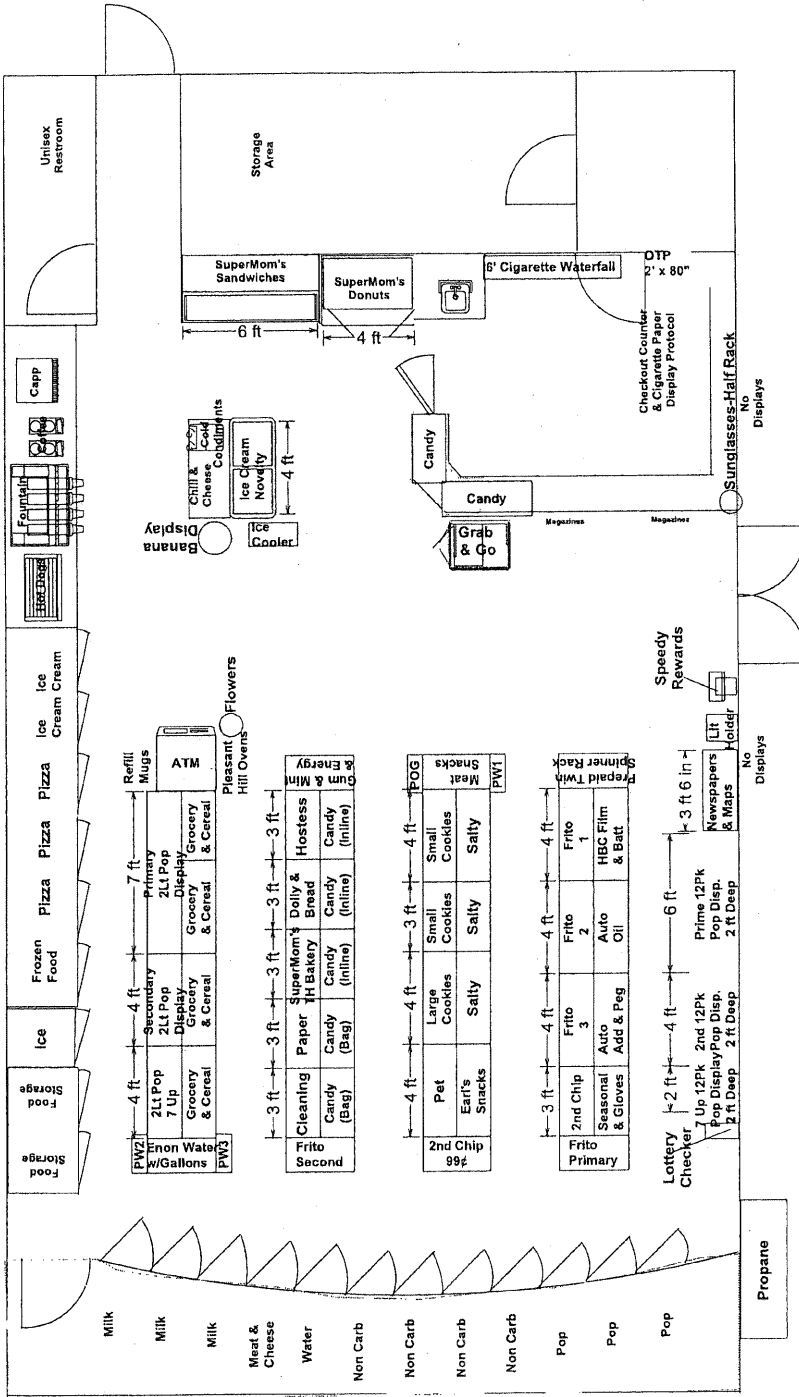 Unisex
Restroom
Storage
Area
SuperMom's
Sandwiches
6 ft
SuperMom's
Donuts
4 ft
6' Cigarette Waterfall
OTP
2' x 80"
Checkout Counter
& Cigarette Paper
Display Protocol
Sunglasses-Half Rack
No
Displays
Capp
Coffee
Fountain
Hot Dogs
Chili &
Cheese
Cold
Condiments
Ice Cream
Novelty
4 ft
Banana
Display
Ice
Cooler
Candy
Candy
Grab
& Go
Magazines
Magazines
Speedy
Rewards
Lit
Holder
No
Displays
Newspapers
& Maps
3 ft 6 in
Ice
Cream
Ice
Cream
Pizza
Pizza
Pizza
Frozen
Food
Ice
Food
Storage
Food
Storage
Refill
Mugs
ATM
Flowers
Pleasant
Hill Ovens
7 ft
4 ft
4 ft
Primary
2Lt Pop
Display
Secondary
2Lt Pop
Display
2Lt Pop
7 Up
Grocery
& Cereal
Grocery
& Cereal
Grocery
& Cereal
Grocery
& Cereal
PW2
Enon Water
w/Gallons
PW3
Gum & Mini
& Energy
3 ft
3 ft
3 ft
3 ft
3 ft
Hostess
Dolly &
Bread
SuperMom's
TH Bakery
Paper
Cleaning
Candy
(Inline)
Candy
(Inline)
Candy
(Inline)
Candy
(Bag)
Candy
(Bag)
Frito
Second
POG
Meat
Snacks
PW1
4 ft
3 ft
4 ft
4 ft
Small
Cookies
Small
Cookies
Large
Cookies
Pet
Salty
Salty
Salty
Earl's
Snacks
2nd Chip
99¢
Prepaid Twin
Spinner Rack
4 ft
4 ft
4 ft
3 ft
Frito
1
Frito
2
Frito
3
2nd Chip
HBC Film
& Batt
Auto
Oil
Auto
Add & Peg
Seasonal
& Gloves
Frito
Primary
6 ft
4 ft
2 ft
Prime 12Pk
Pop Disp.
2 ft Deep
2nd 12Pk
Pop Disp.
2 ft Deep
7 Up 12Pk
Pop Display
2 ft Deep
Lottery
Checker
Propane
Milk
Milk
Milk
Meat &
Cheese
Water
Non Carb
Non Carb
Non Carb
Non Carb
Pop
Pop
Pop